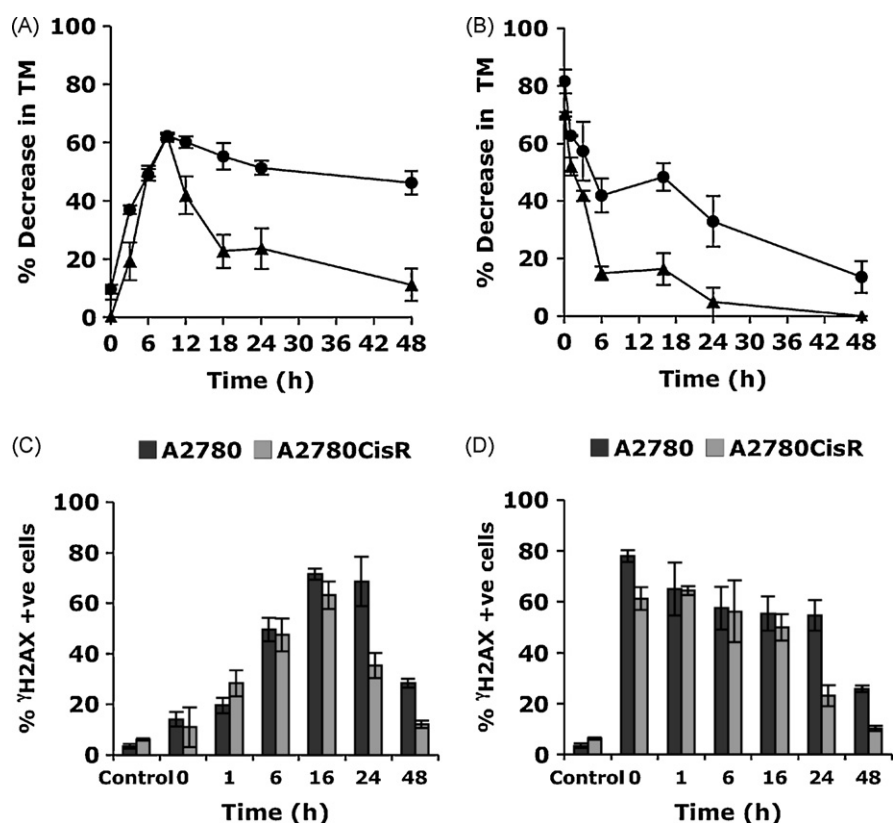 (A)
% Decrease in TM
100
80
60
40
20
0
0 6 12 18 24 30 36 42 48
Time (h)
(B)
% Decrease in TM
100
80
60
40
20
0
0 6 12 18 24 30 36 42 48
Time (h)
(C)
A2780 A2780CisR
% γH2AX +ve cells
100
80
60
40
20
0
Control 0 1 6 16 24 48
Time (h)
(D)
A2780 A2780CisR
% γH2AX +ve cells
100
80
60
40
20
0
Control 0 1 6 16 24 48
Time (h)